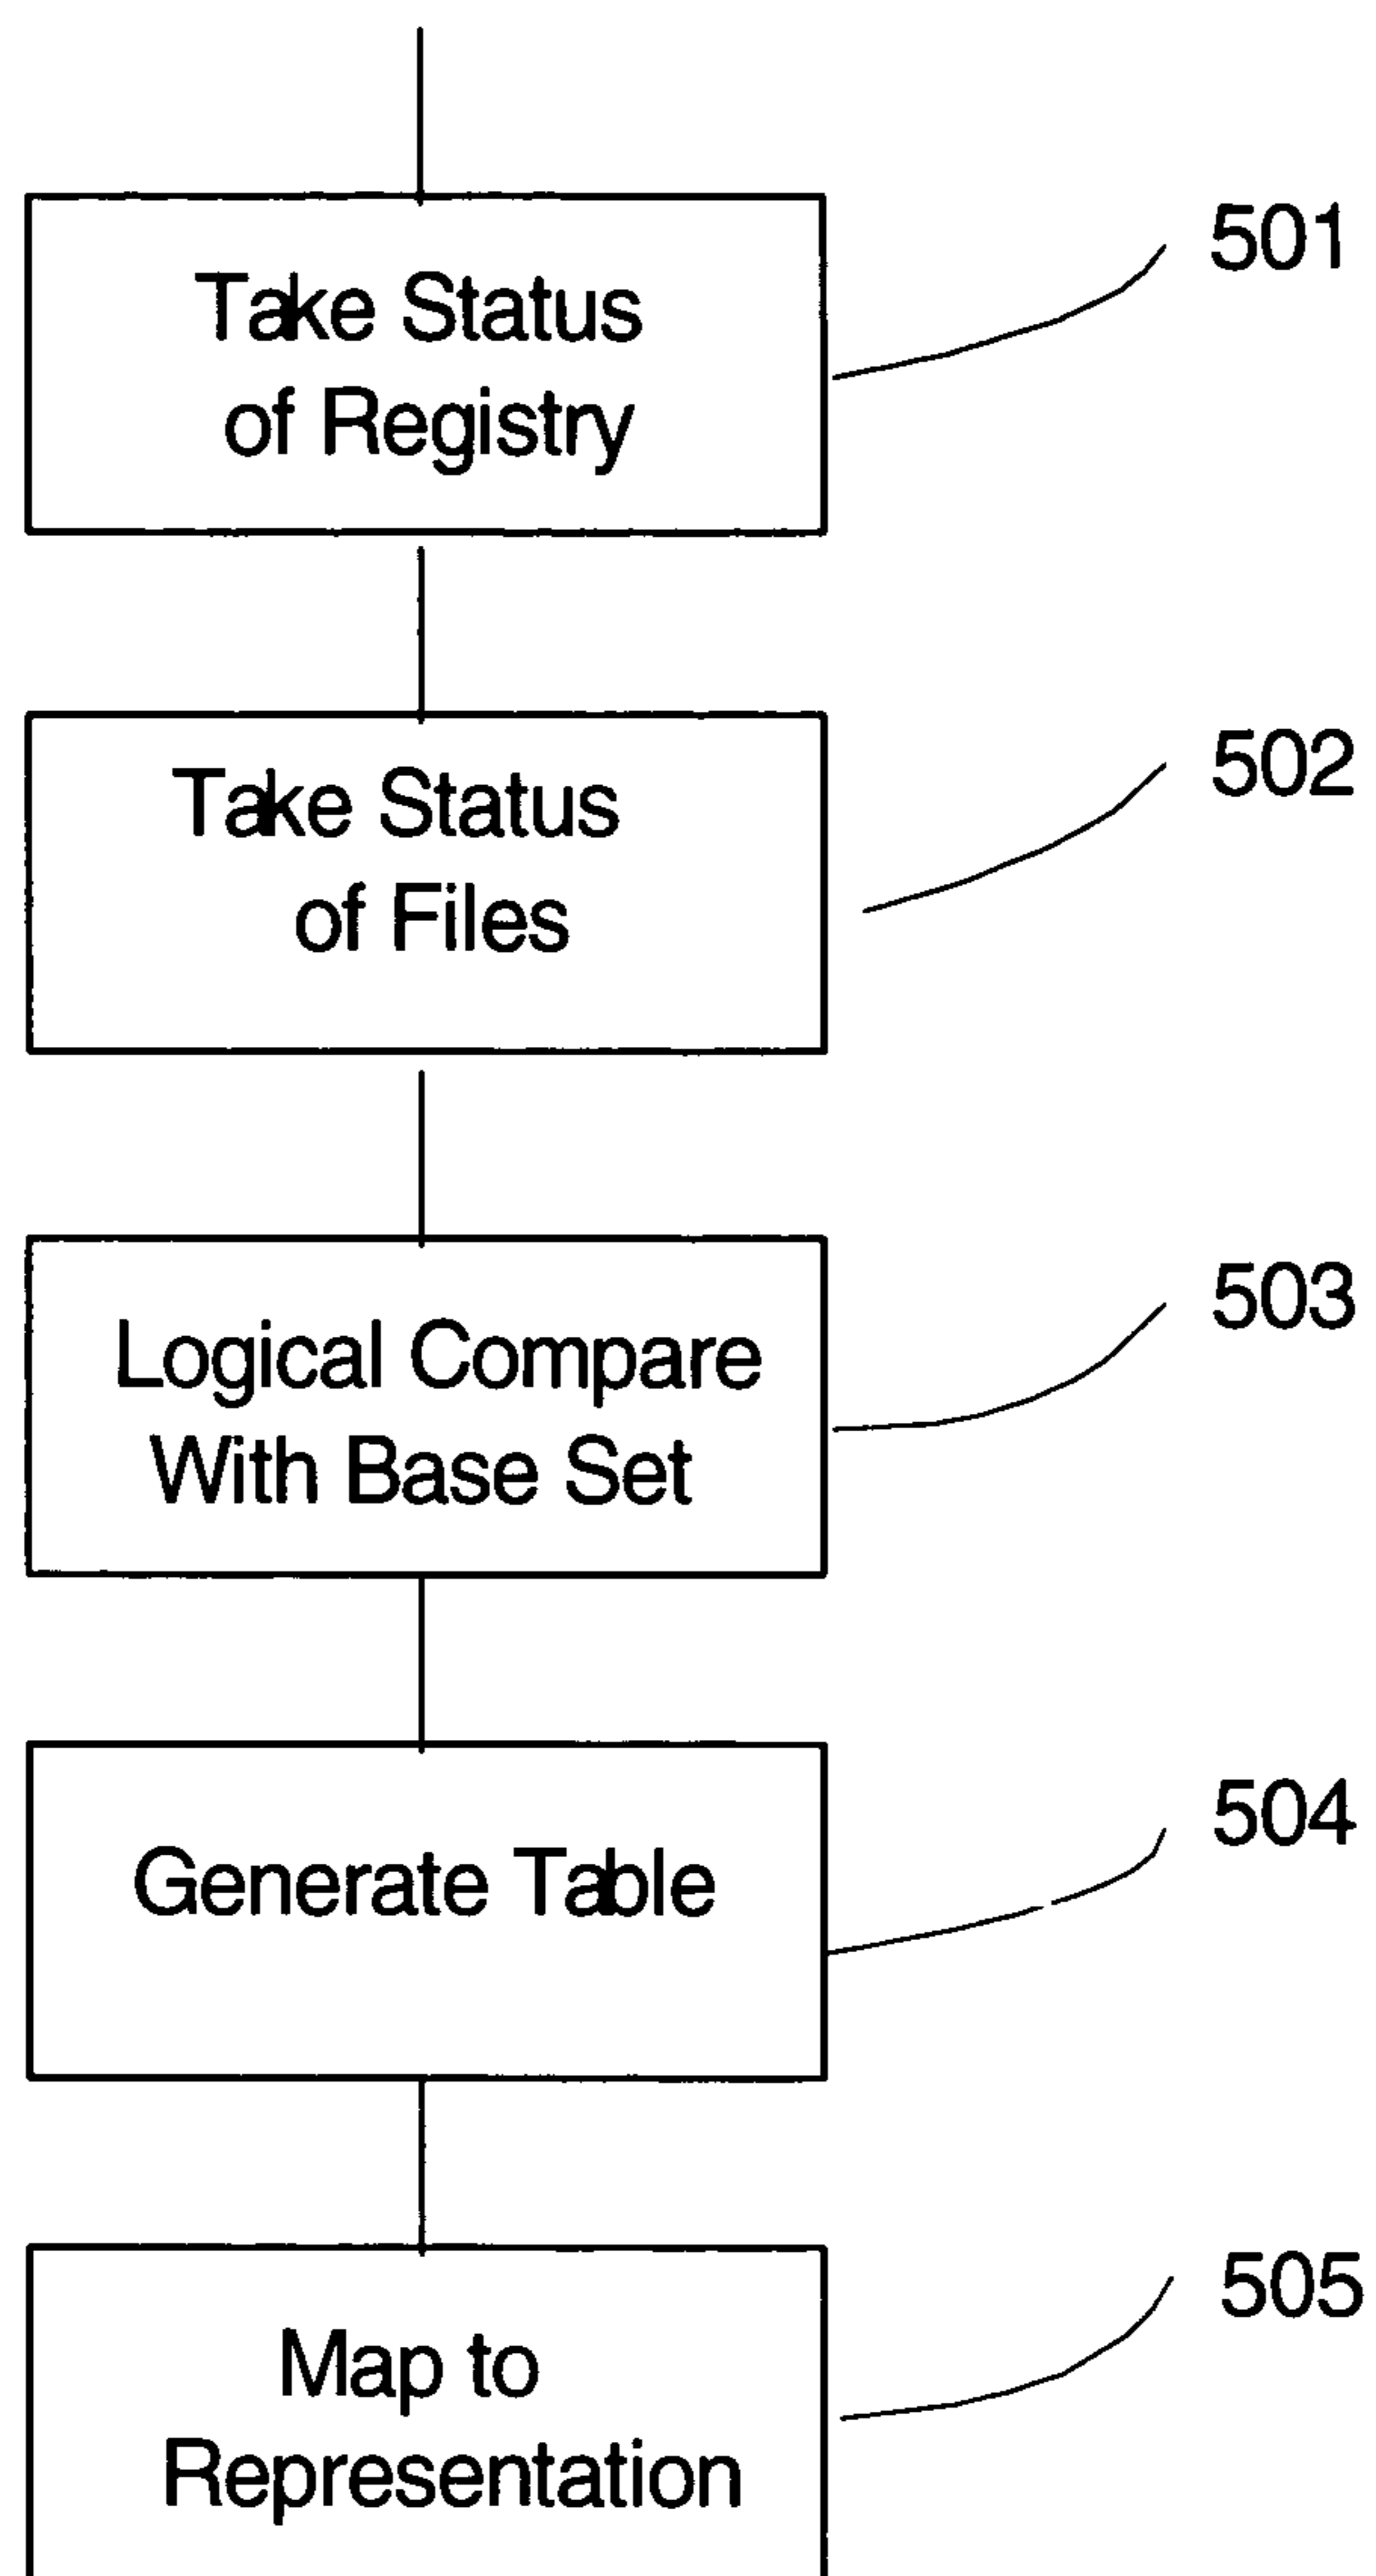 Take Status
of Registry
501
Take Status
of Files
502
Logical Compare
With Base Set
503
Generate Table
504
Map to
Representation
505